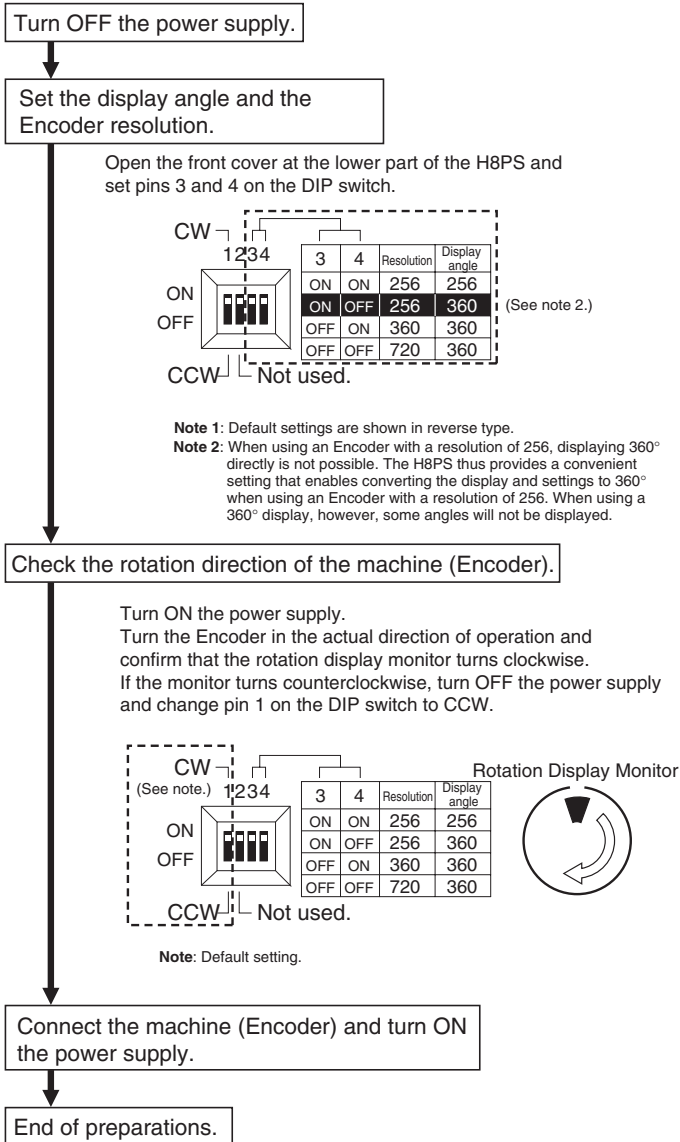 Turn OFF the power supply.
Set the display angle and the
Encoder resolution.
Open the front cover at the lower part of the H8PS and
set pins 3 and 4 on the DIP switch.
CW
1234
ON
OFF
CCW
Not used.
3 4 Resolution Display angle
ON ON 256 256
ON OFF 256 360
OFF ON 360 360
OFF OFF 720 360
(See note 2.)
Note 1: Default settings are shown in reverse type.
Note 2: When using an Encoder with a resolution of 256, displaying 360°
directly is not possible. The H8PS thus provides a convenient
setting that enables converting the display and settings to 360°
when using an Encoder with a resolution of 256. When using a
360° display, however, some angles will not be displayed.
Check the rotation direction of the machine (Encoder).
Turn ON the power supply.
Turn the Encoder in the actual direction of operation and
confirm that the rotation display monitor turns clockwise.
If the monitor turns counterclockwise, turn OFF the power supply
and change pin 1 on the DIP switch to CCW.
CW
(See note.) 1234
ON
OFF
CCW
Not used.
3 4 Resolution Display angle
ON ON 256 256
ON OFF 256 360
OFF ON 360 360
OFF OFF 720 360
Rotation Display Monitor
Note: Default setting.
Connect the machine (Encoder) and turn ON
the power supply.
End of preparations.